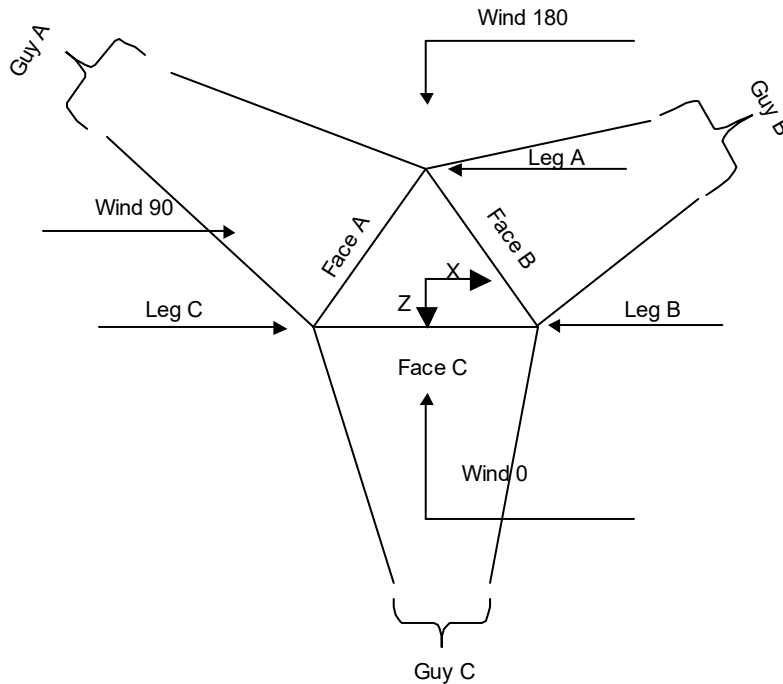 Wind 180
Guy A
Guy B
Leg A
Wind 90
Face A
Face B
X
Z
Leg C
Leg B
Face C
Wind 0
Guy C